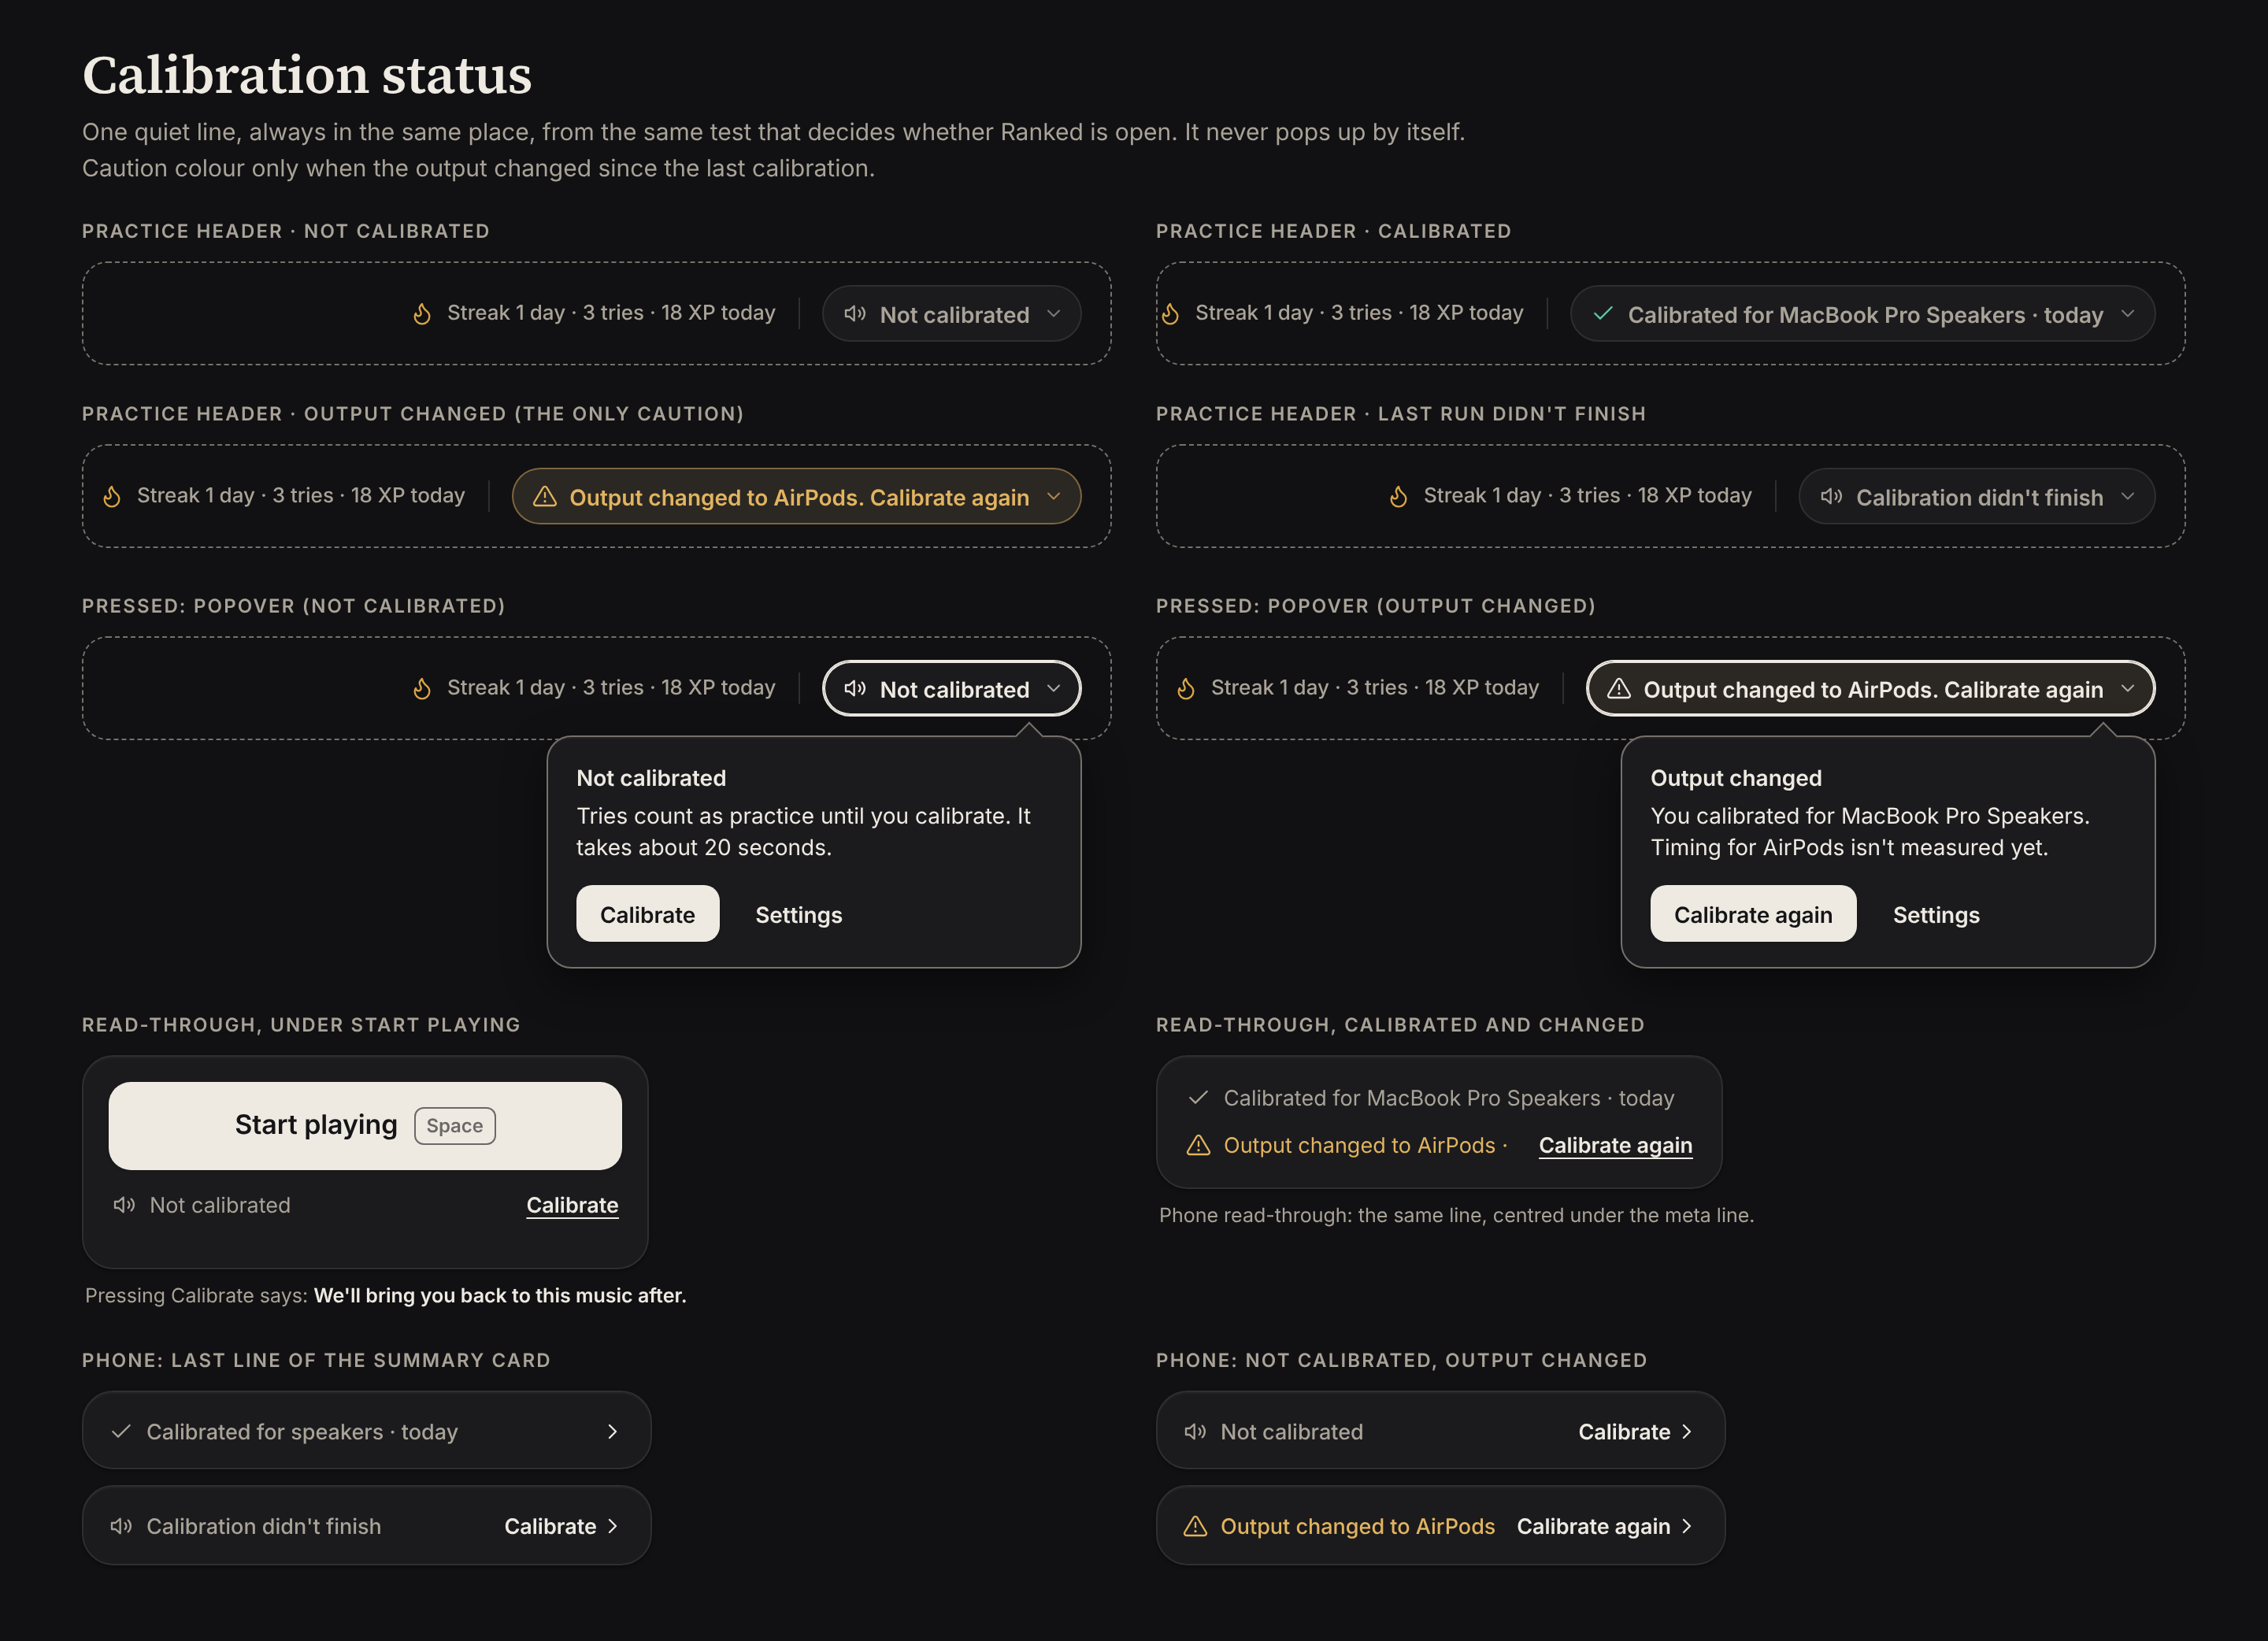 Calibration status
One quiet line, always in the same place, from the same test that decides whether Ranked is open. It never pops up by itself.
Caution colour only when the output changed since the last calibration.
PRACTICE HEADER · NOT CALIBRATED
Streak 1 day · 3 tries · 18 XP today
Not calibrated
PRACTICE HEADER · CALIBRATED
Streak 1 day · 3 tries · 18 XP today
Calibrated for MacBook Pro Speakers · today
PRACTICE HEADER · OUTPUT CHANGED (THE ONLY CAUTION)
Streak 1 day · 3 tries · 18 XP today
Output changed to AirPods. Calibrate again
PRACTICE HEADER · LAST RUN DIDN'T FINISH
Streak 1 day · 3 tries · 18 XP today
Calibration didn't finish
PRESSED: POPOVER (NOT CALIBRATED)
Streak 1 day · 3 tries · 18 XP today
Not calibrated
Not calibrated
Tries count as practice until you calibrate. It
takes about 20 seconds.
Calibrate
Settings
PRESSED: POPOVER (OUTPUT CHANGED)
Streak 1 day · 3 tries · 18 XP today
Output changed to AirPods. Calibrate again
Output changed
You calibrated for MacBook Pro Speakers.
Timing for AirPods isn't measured yet.
Calibrate again
Settings
READ-THROUGH, UNDER START PLAYING
Start playing Space
Not calibrated
Calibrate
Pressing Calibrate says: We'll bring you back to this music after.
READ-THROUGH, CALIBRATED AND CHANGED
Calibrated for MacBook Pro Speakers · today
Output changed to AirPods · Calibrate again
Phone read-through: the same line, centred under the meta line.
PHONE: LAST LINE OF THE SUMMARY CARD
Calibrated for speakers · today
Calibration didn't finish
Calibrate
PHONE: NOT CALIBRATED, OUTPUT CHANGED
Not calibrated
Calibrate
Output changed to AirPods
Calibrate again